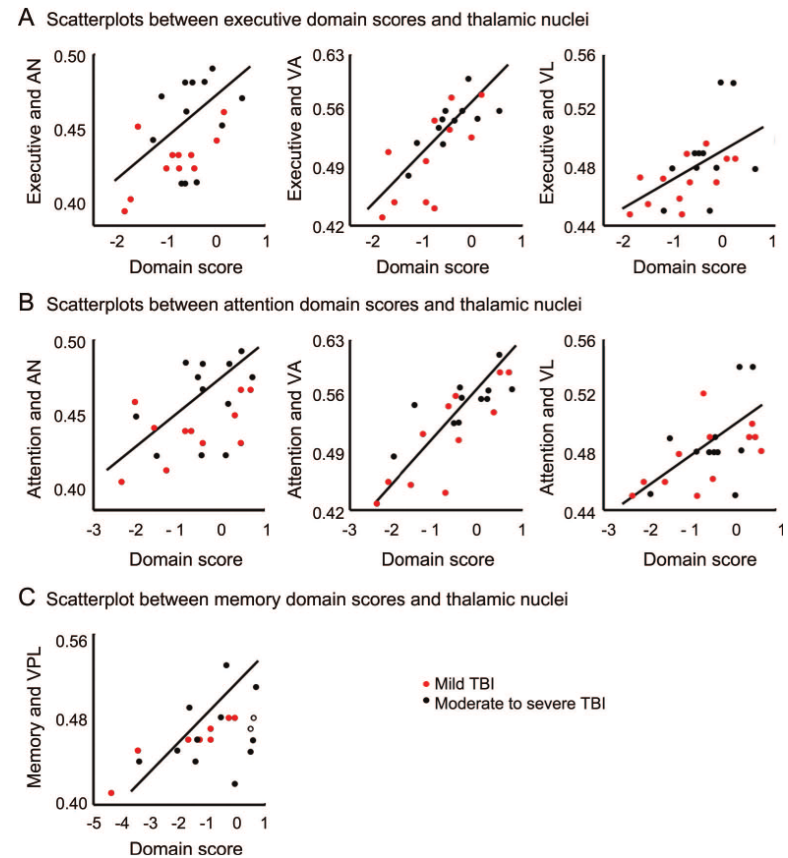 A Scatterplots between executive domain scores and thalamic nuclei
Executive and AN
0.50
0.45
0.40
-2 -1 0 1
Domain score
Executive and VA
0.63
0.56
0.49
0.42
-2 -1 0 1
Domain score
Executive and VL
0.56
0.52
0.48
0.44
-2 -1 0 1
Domain score
B Scatterplots between attention domain scores and thalamic nuclei
Attention and AN
0.50
0.45
0.40
-3 -2 -1 0 1
Domain score
Attention and VA
0.63
0.56
0.49
0.42
-3 -2 -1 0 1
Domain score
Attention and VL
0.56
0.52
0.48
0.44
-3 -2 -1 0 1
Domain score
C Scatterplot between memory domain scores and thalamic nuclei
Memory and VPL
0.56
0.48
0.40
-5 -4 -3 -2 -1 0 1
Domain score
Mild TBI
Moderate to severe TBI